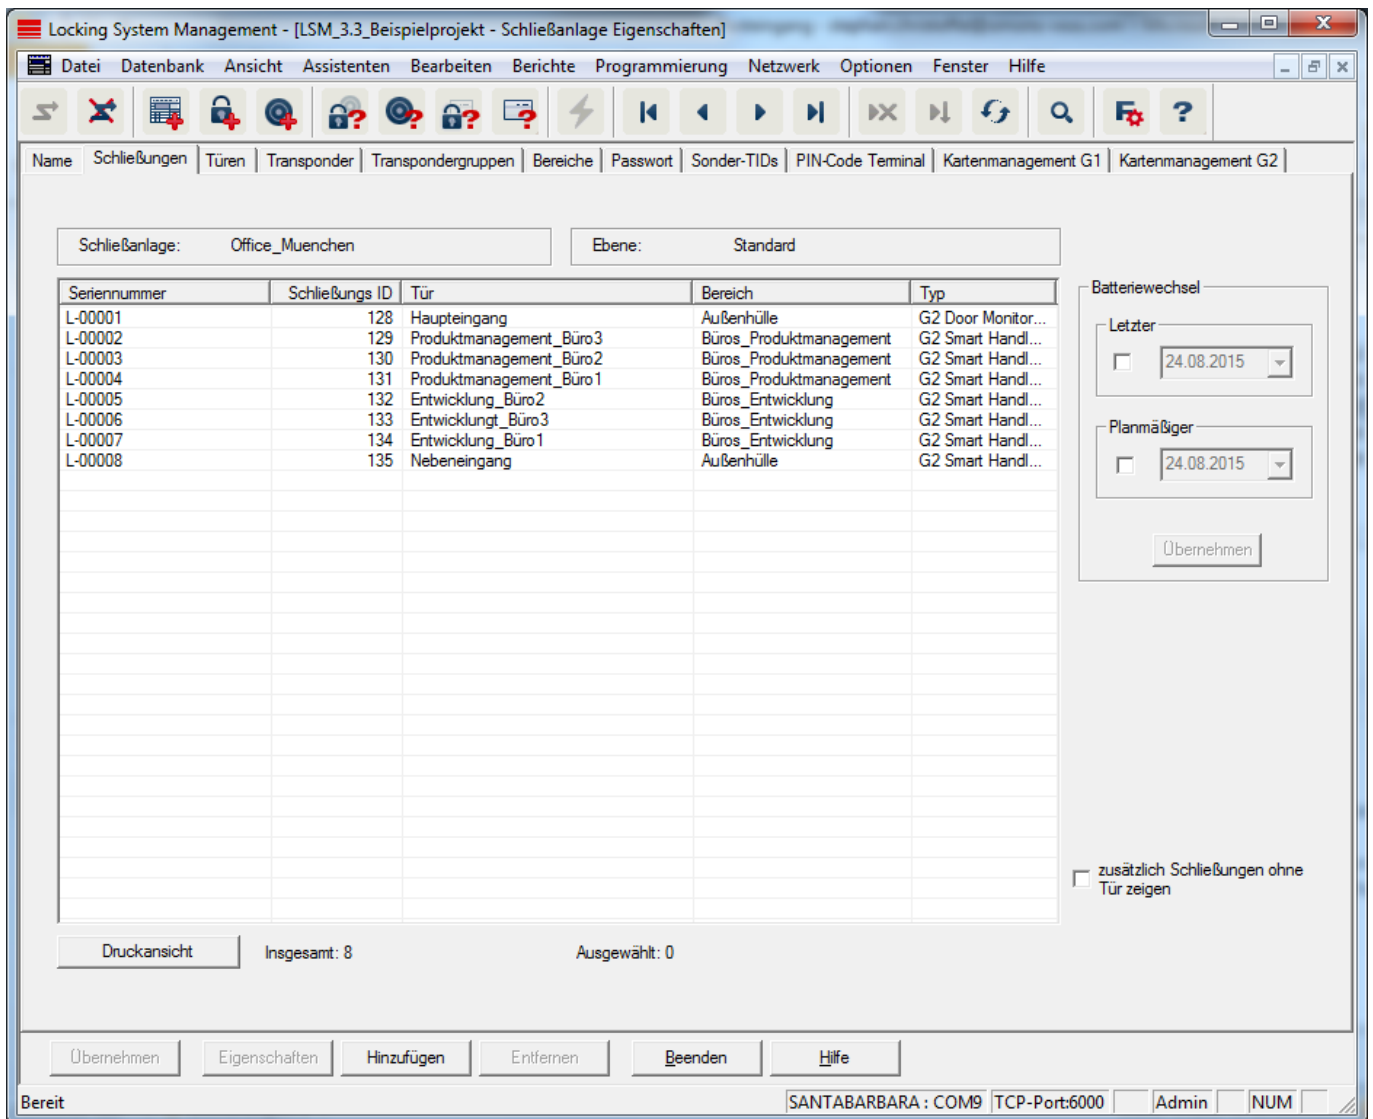 Locking System Management - [LSM_3.3_Beispielprojekt - Schließanlage Eigenschaften]
Datei Datenbank Ansicht Assistenten Bearbeiten Berichte Programmierung Netzwerk Optionen Fenster Hilfe
Name Schließungen Türen Transponder Transpondergruppen Bereiche Passwort Sonder-TIDs PIN-Code Terminal Kartenmanagement G1 Kartenmanagement G2
Schließanlage: Office_Muenchen Ebene: Standard
Seriennummer Schließungs ID Tür Bereich Typ
L-00001 128 Haupteingang Außenhülle G2 Door Monitor...
L-00002 129 Produktmanagement_Büro3 Büros_Produktmanagement G2 Smart Handl...
L-00003 130 Produktmanagement_Büro2 Büros_Produktmanagement G2 Smart Handl...
L-00004 131 Produktmanagement_Büro1 Büros_Produktmanagement G2 Smart Handl...
L-00005 132 Entwicklung_Büro2 Büros_Entwicklung G2 Smart Handl...
L-00006 133 Entwicklungt_Büro3 Büros_Entwicklung G2 Smart Handl...
L-00007 134 Entwicklung_Büro1 Büros_Entwicklung G2 Smart Handl...
L-00008 135 Nebeneingang Außenhülle G2 Smart Handl...
Batteriewechsel
Letzter
24.08.2015
Planmäßiger
24.08.2015
Übernehmen
zusätzlich Schließungen ohne
Tür zeigen
Druckansicht Insgesamt: 8 Ausgewählt: 0
Übernehmen Eigenschaften Hinzufügen Entfernen Beenden Hilfe
Bereit SANTABARBARA : COM9 TCP-Port:6000 Admin NUM